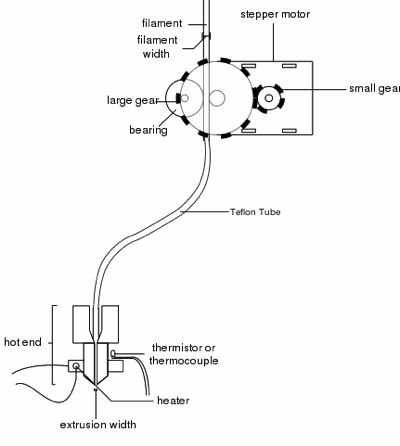 stepper motor
filament
filament
width
small gear
large gear
bearing
Teflon Tube
hot end
thermistor or
thermocouple
heater
extrusion width